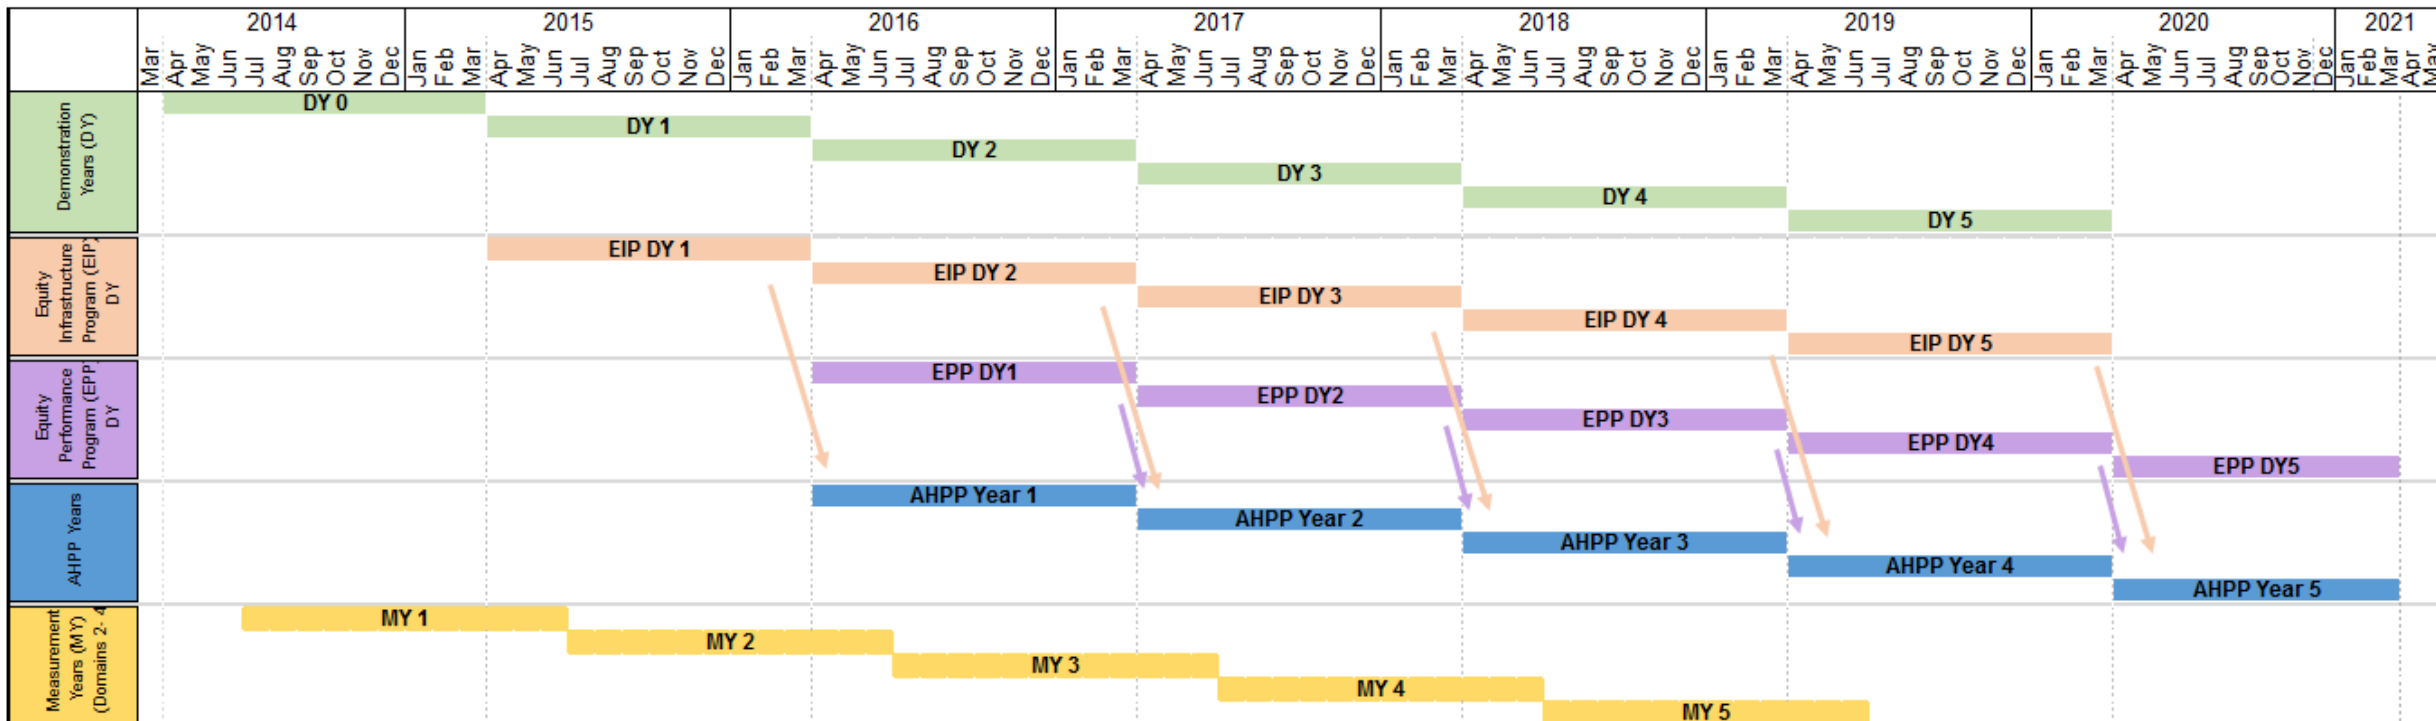 2014 2015 2016 2017 2018 2019 2020 2021
Mar Apr May Jun Jul Aug Sep Oct Nov Dec Jan Feb Mar Apr May Jun Jul Aug Sep Oct Nov Dec Jan Feb Mar Apr May Jun Jul Aug Sep Oct Nov Dec Jan Feb Mar Apr May Jun Jul Aug Sep Oct Nov Dec Jan Feb Mar Apr May Jun Jul Aug Sep Oct Nov Dec Jan Feb Mar Apr May Jun Jul Aug Sep Oct Nov Dec Jan Feb Mar Apr May Jun Jul Aug Sep Oct Nov Dec Jan Feb Mar Apr May
Demonstration
Years (DY)
DY 0
DY 1
DY 2
DY 3
DY 4
DY 5
Equity
Infrastructure
Program (EIP)
DY
EIP DY 1
EIP DY 2
EIP DY 3
EIP DY 4
EIP DY 5
Equity
Performance
Program (EPP)
DY
EPP DY1
EPP DY2
EPP DY3
EPP DY4
EPP DY5
AHPP Years
AHPP Year 1
AHPP Year 2
AHPP Year 3
AHPP Year 4
AHPP Year 5
Measurement
Years (MY)
(Domains 2- 4
MY 1
MY 2
MY 3
MY 4
MY 5